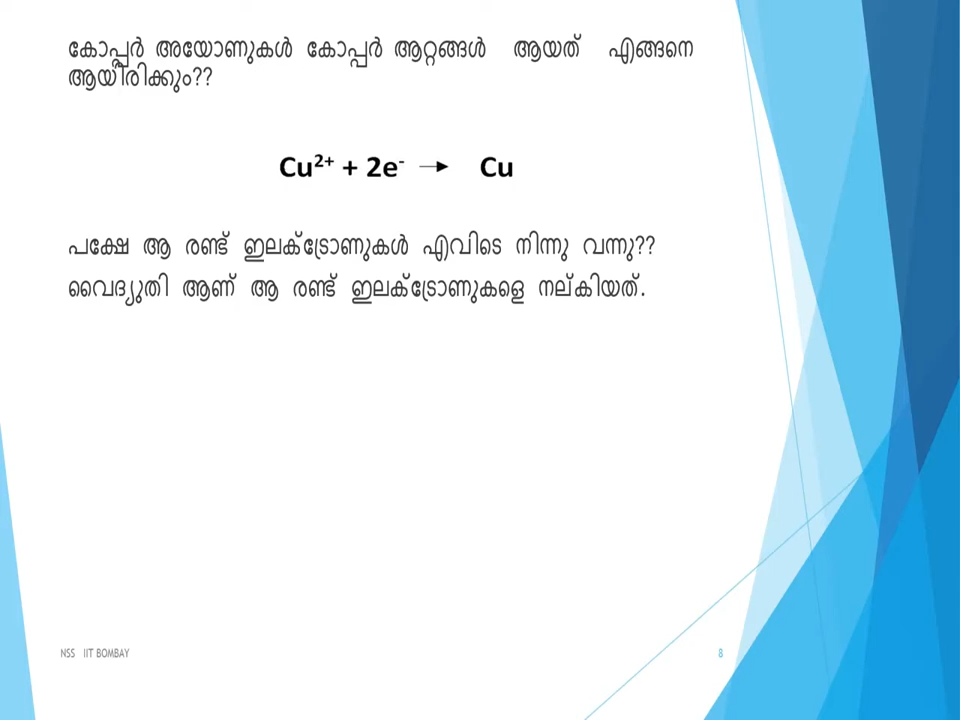 കോപ്പർ അയോണുകൾ കോപ്പർ ആറ്റങ്ങൾ ആയത് എങ്ങനെ
ആയിരിക്കും??
Cu²⁺ + 2e⁻ → Cu
പക്ഷേ ആ രണ്ട് ഇലക്ട്രോണുകൾ എവിടെ നിന്നു വന്നു??
വൈദ്യുതി ആണ് ആ രണ്ട് ഇലക്ട്രോണുകളെ നല്കിയത്.
NSS IIT BOMBAY
8